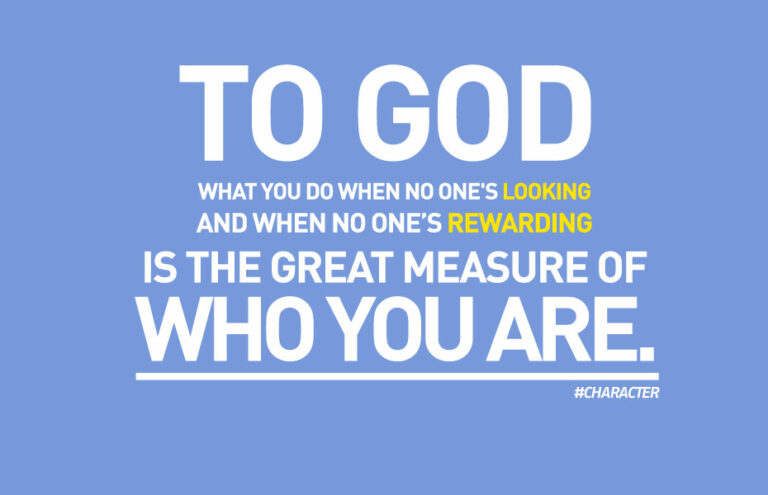 TO GOD
WHAT YOU DO WHEN NO ONE'S LOOKING
AND WHEN NO ONE’S REWARDING
IS THE GREAT MEASURE OF
WHO YOU ARE.
#CHARACTER